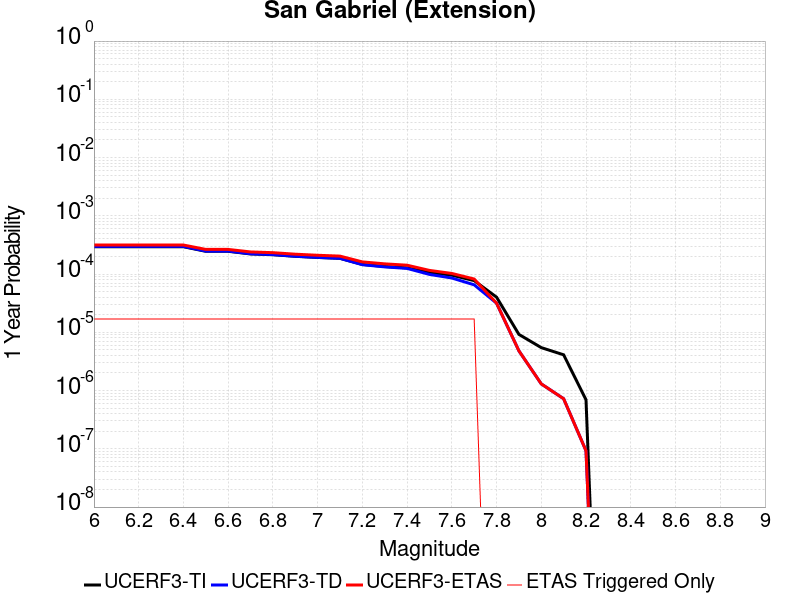 San Gabriel (Extension)
10^0
10^-1
10^-2
10^-3
10^-4
10^-5
10^-6
10^-7
10^-8
1 Year Probability
6 6.2 6.4 6.6 6.8 7 7.2 7.4 7.6 7.8 8 8.2 8.4 8.6 8.8 9
Magnitude
UCERF3-TI UCERF3-TD UCERF3-ETAS ETAS Triggered Only